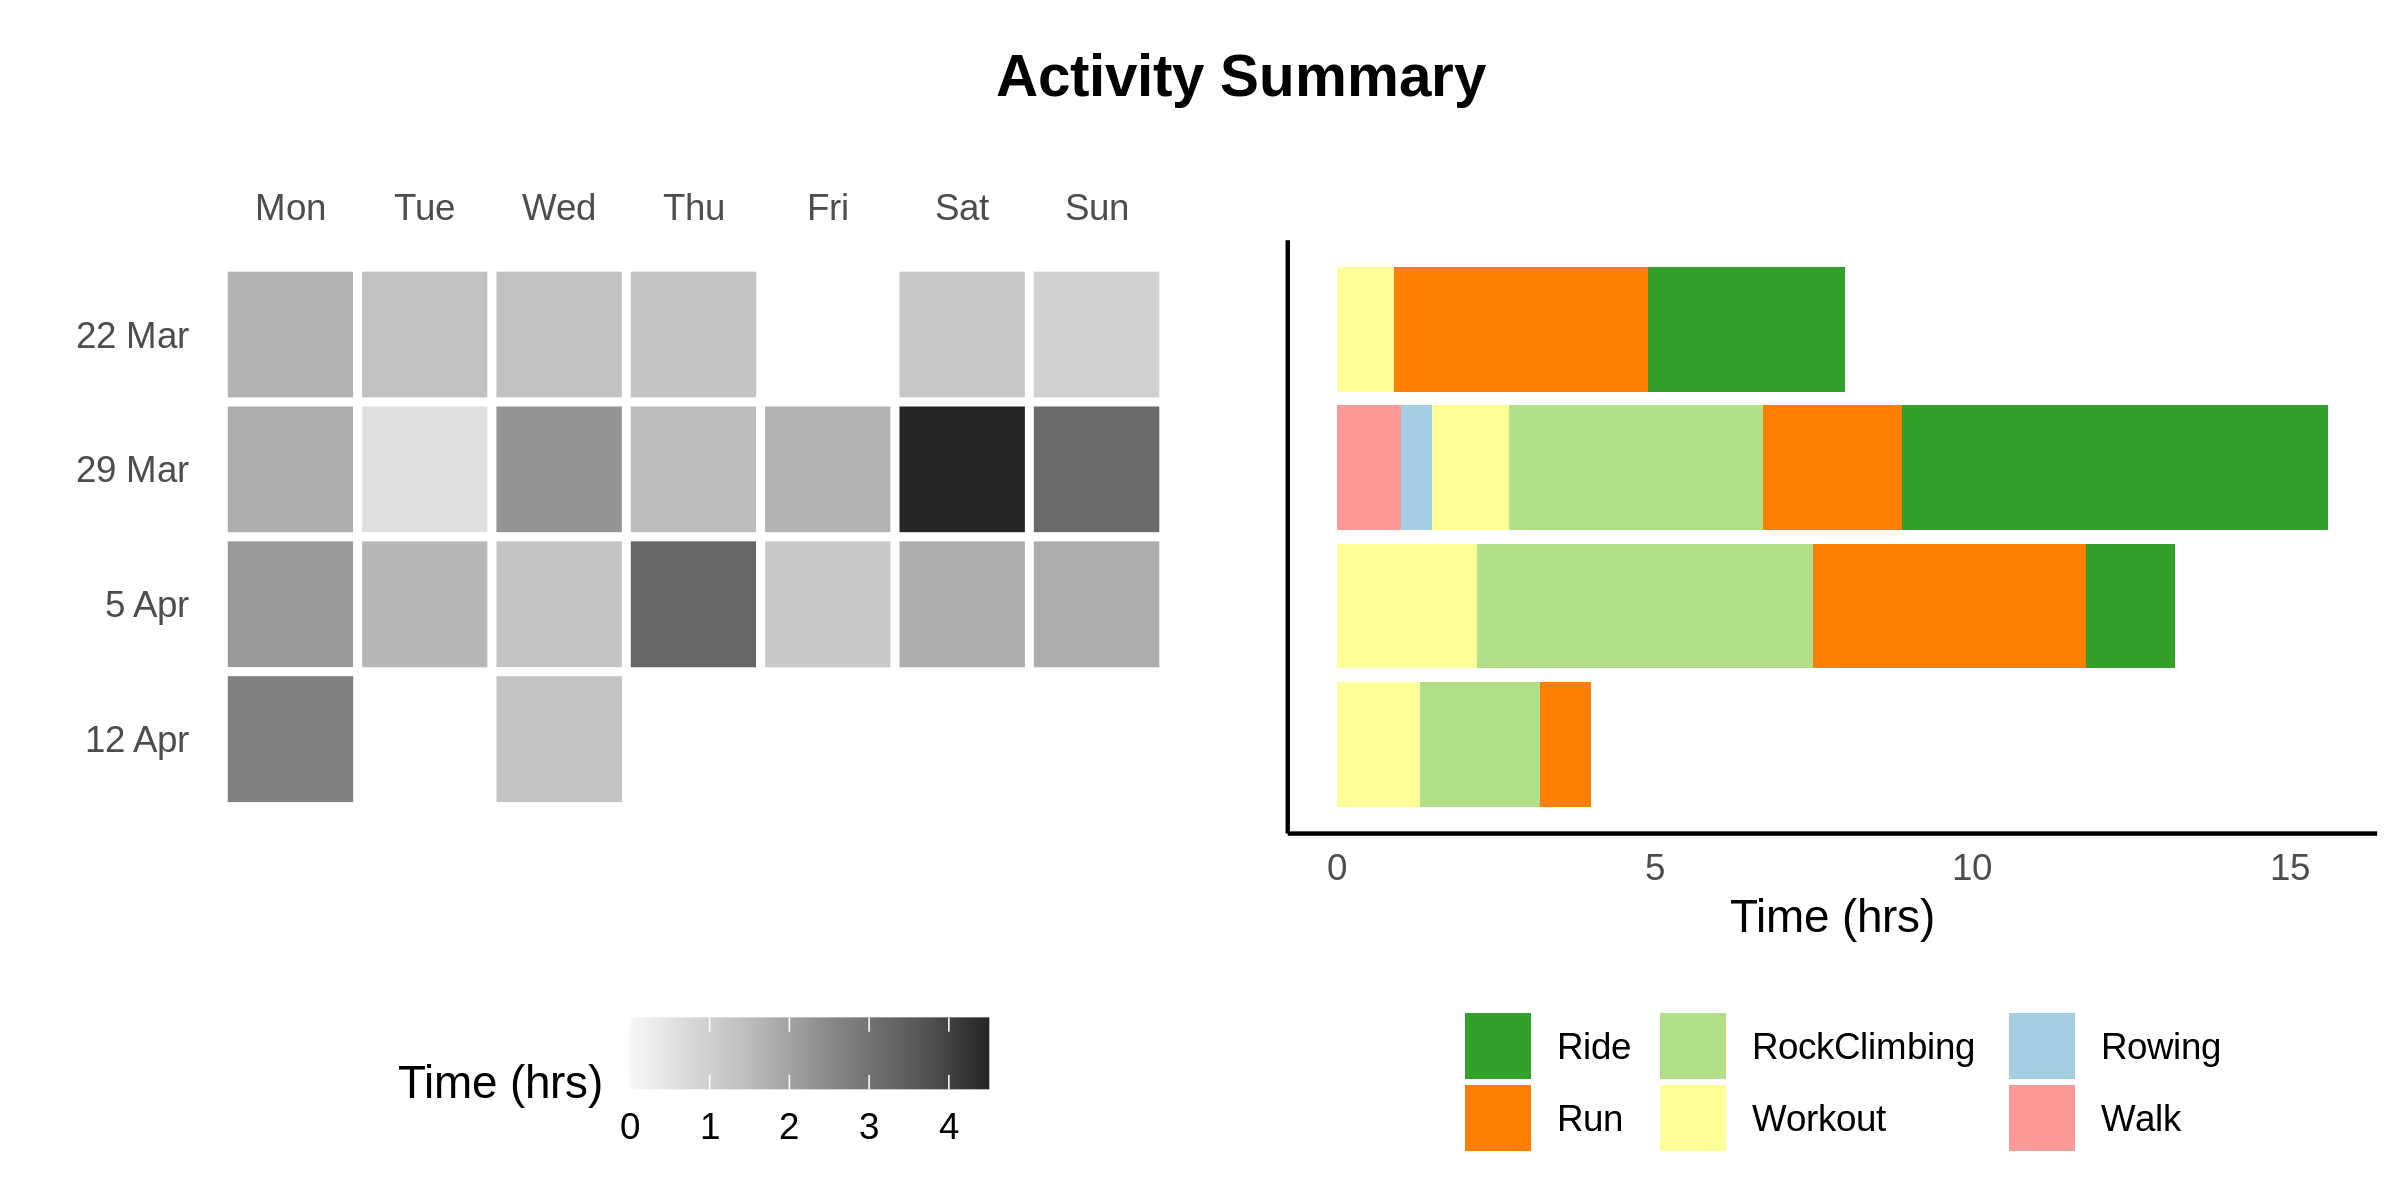 Activity Summary
Mon Tue Wed Thu Fri Sat Sun
22 Mar
29 Mar
5 Apr
12 Apr
0 5 10 15
Time (hrs)
Time (hrs)
0 1 2 3 4
Ride RockClimbing Rowing
Run Workout Walk